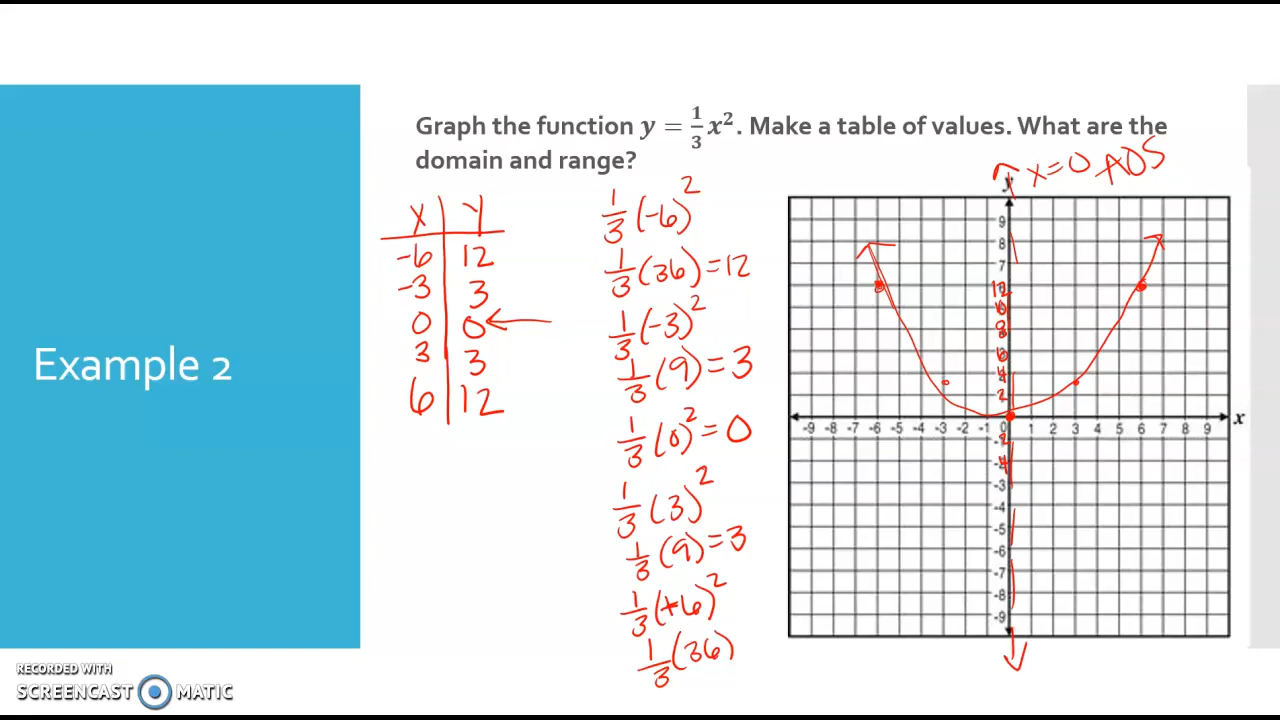 Graph the function y = 1/3 x². Make a table of values. What are the
domain and range?
x=0 AOS
X | Y
-6 | 12
-3 | 3
0 | 0
3 | 3
6 | 12
1/3 (-6)²
1/3 (36) = 12
1/3 (-3)²
1/3 (9) = 3
1/3 (0)² = 0
1/3 (3)²
1/3 (9) = 3
1/3 (+6)²
1/3 (36)
Example 2
y
9
8
7
12
10
8
6
4
2
-9 -8 -7 -6 -5 -4 -3 -2 -1 0 1 2 3 4 5 6 7 8 9 x
-2
-4
-3
-4
-5
-6
-7
-8
-9
RECORDED WITH
SCREENCAST MATIC